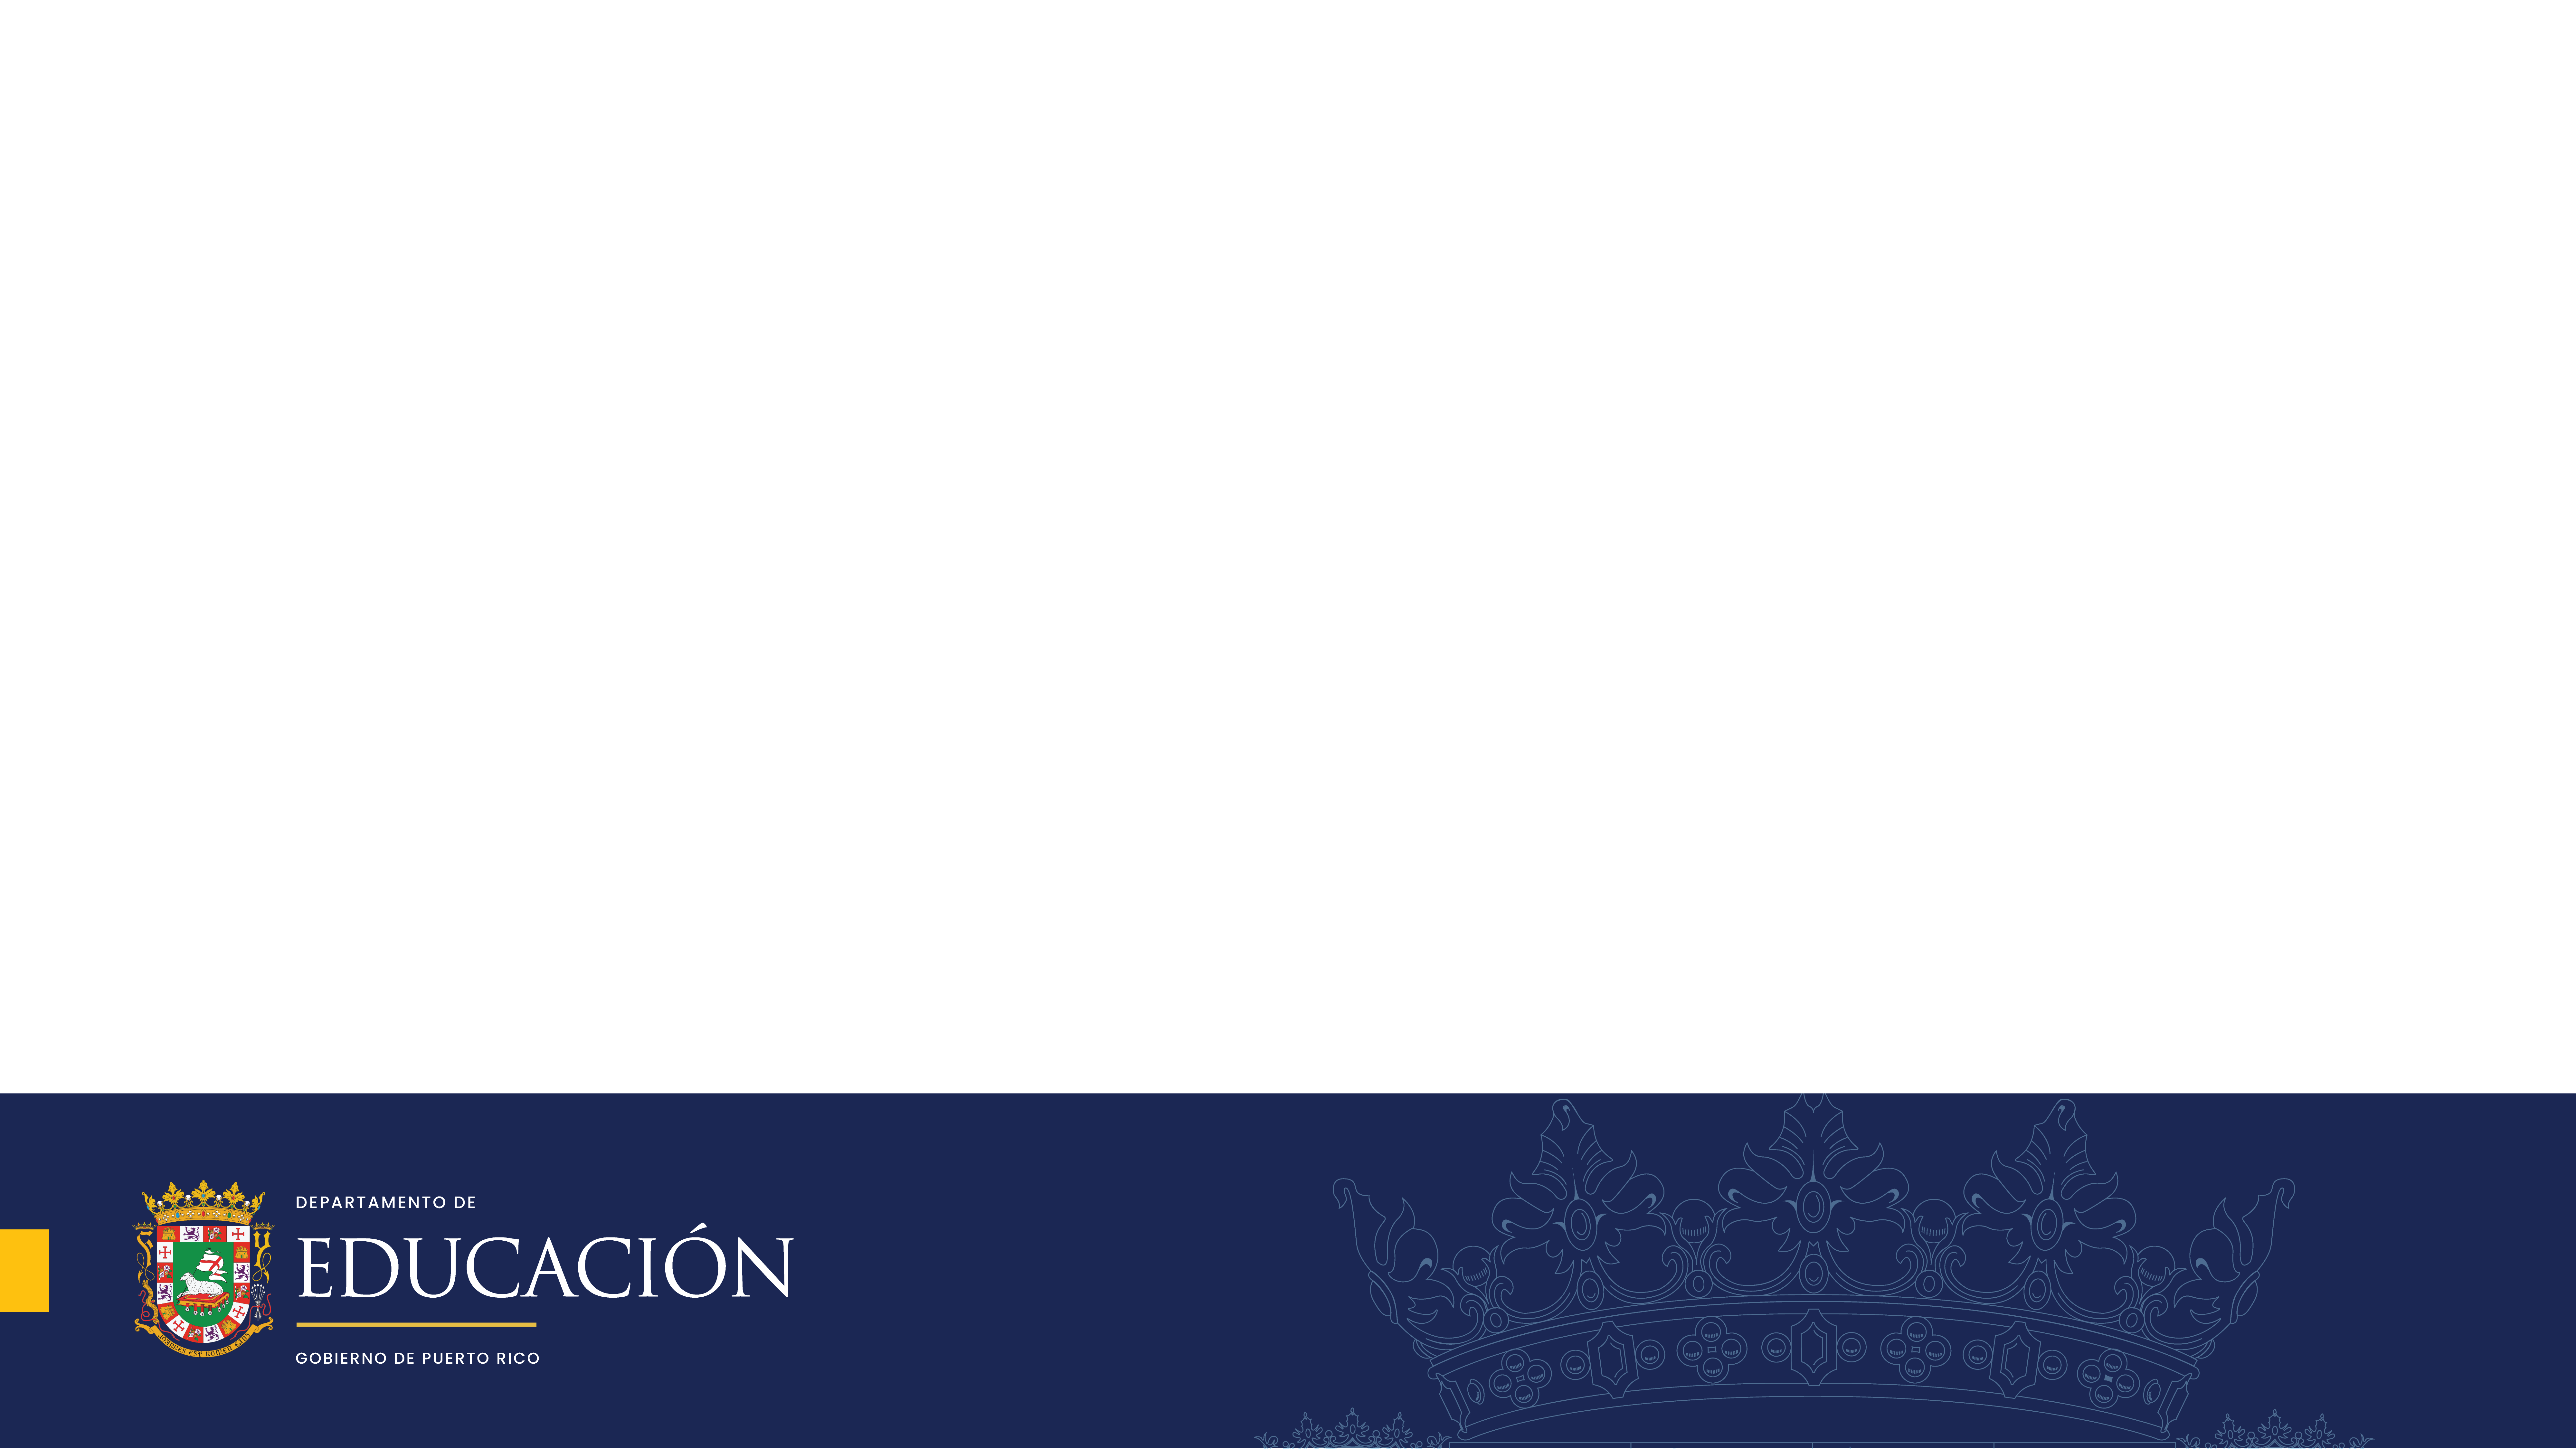 DEPARTAMENTO DE
EDUCACIÓN
GOBIERNO DE PUERTO RICO